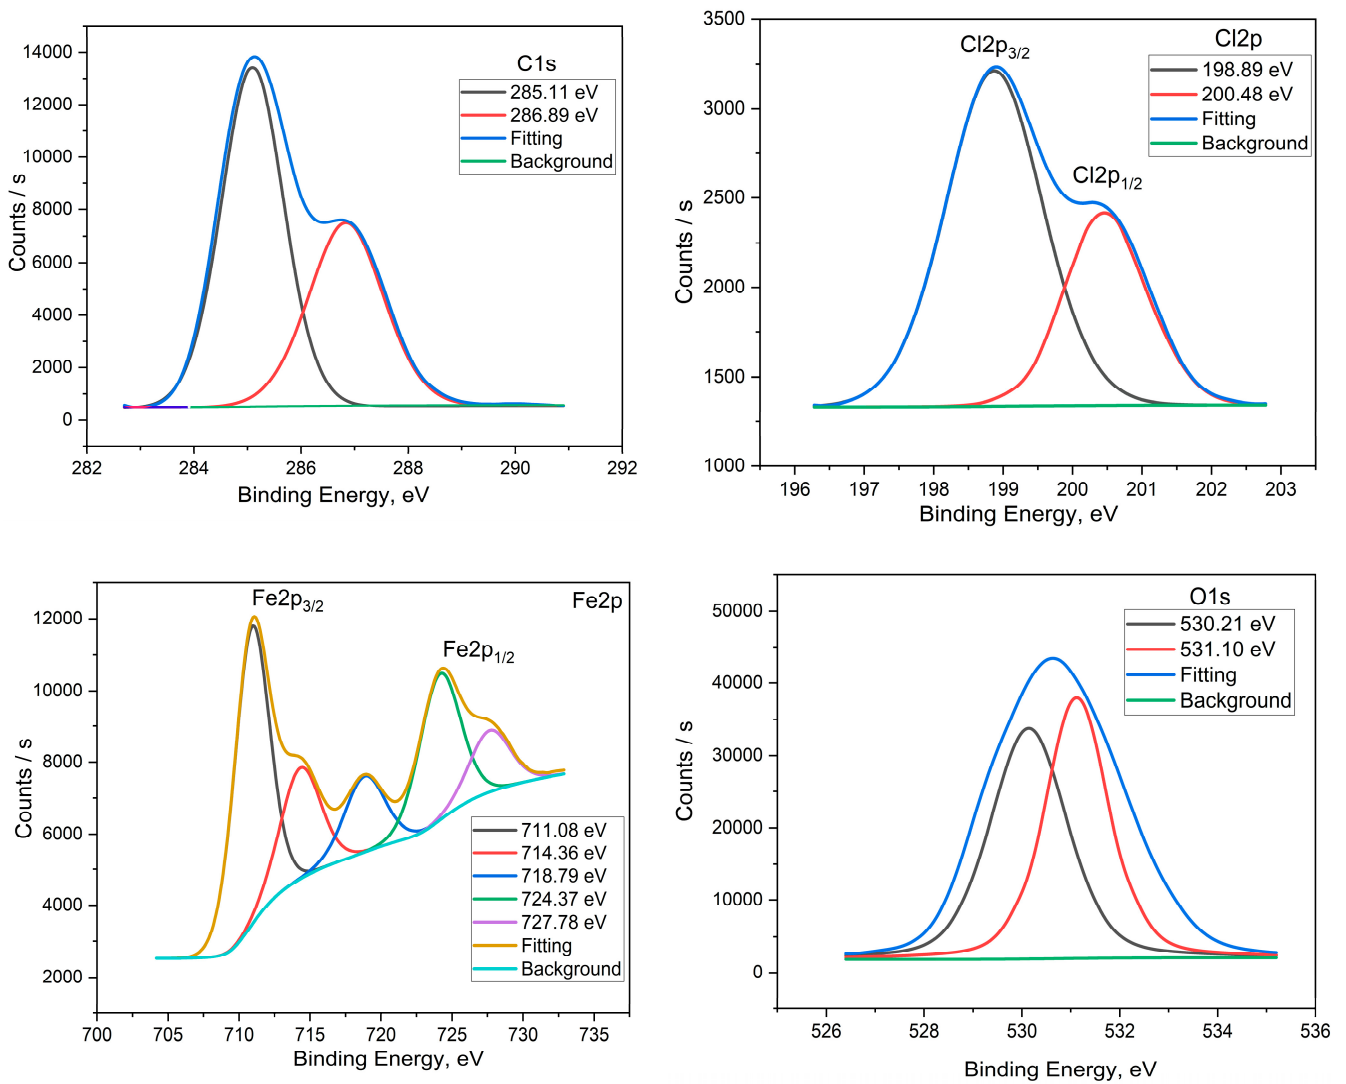 C1s
285.11 eV
286.89 eV
Fitting
Background
14000
12000
10000
8000
6000
4000
2000
0
Counts / s
282
284
286
288
290
292
Binding Energy, eV
Cl2p
Cl2p3/2
Cl2p1/2
198.89 eV
200.48 eV
Fitting
Background
3500
3000
2500
2000
1500
1000
Counts / s
196
197
198
199
200
201
202
203
Binding Energy, eV
Fe2p
Fe2p3/2
Fe2p1/2
711.08 eV
714.36 eV
718.79 eV
724.37 eV
727.78 eV
Fitting
Background
12000
10000
8000
6000
4000
2000
Counts / s
700
705
710
715
720
725
730
735
Binding Energy, eV
O1s
530.21 eV
531.10 eV
Fitting
Background
50000
40000
30000
20000
10000
0
Counts / s
526
528
530
532
534
536
Binding Energy, eV